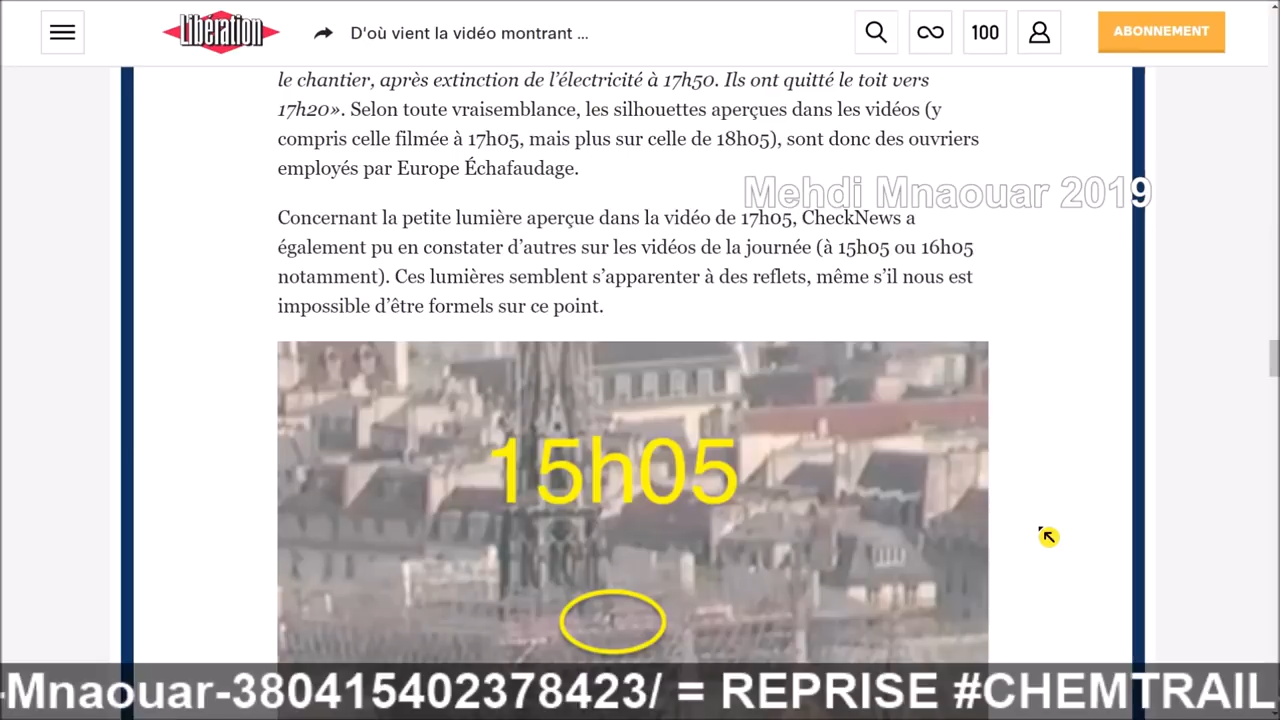 Libération
D'où vient la vidéo montrant ...
100
ABONNEMENT
le chantier, après extinction de l’électricité à 17h50. Ils ont quitté le toit vers
17h20». Selon toute vraisemblance, les silhouettes aperçues dans les vidéos (y
compris celle filmée à 17h05, mais plus sur celle de 18h05), sont donc des ouvriers
employés par Europe Échafaudage.
Mehdi Mnaouar 2019
Concernant la petite lumière aperçue dans la vidéo de 17h05, CheckNews a
également pu en constater d’autres sur les vidéos de la journée (à 15h05 ou 16h05
notamment). Ces lumières semblent s’apparenter à des reflets, même s’il nous est
impossible d’être formels sur ce point.
15h05
-Mnaouar-380415402378423/ = REPRISE #CHEMTRAIL